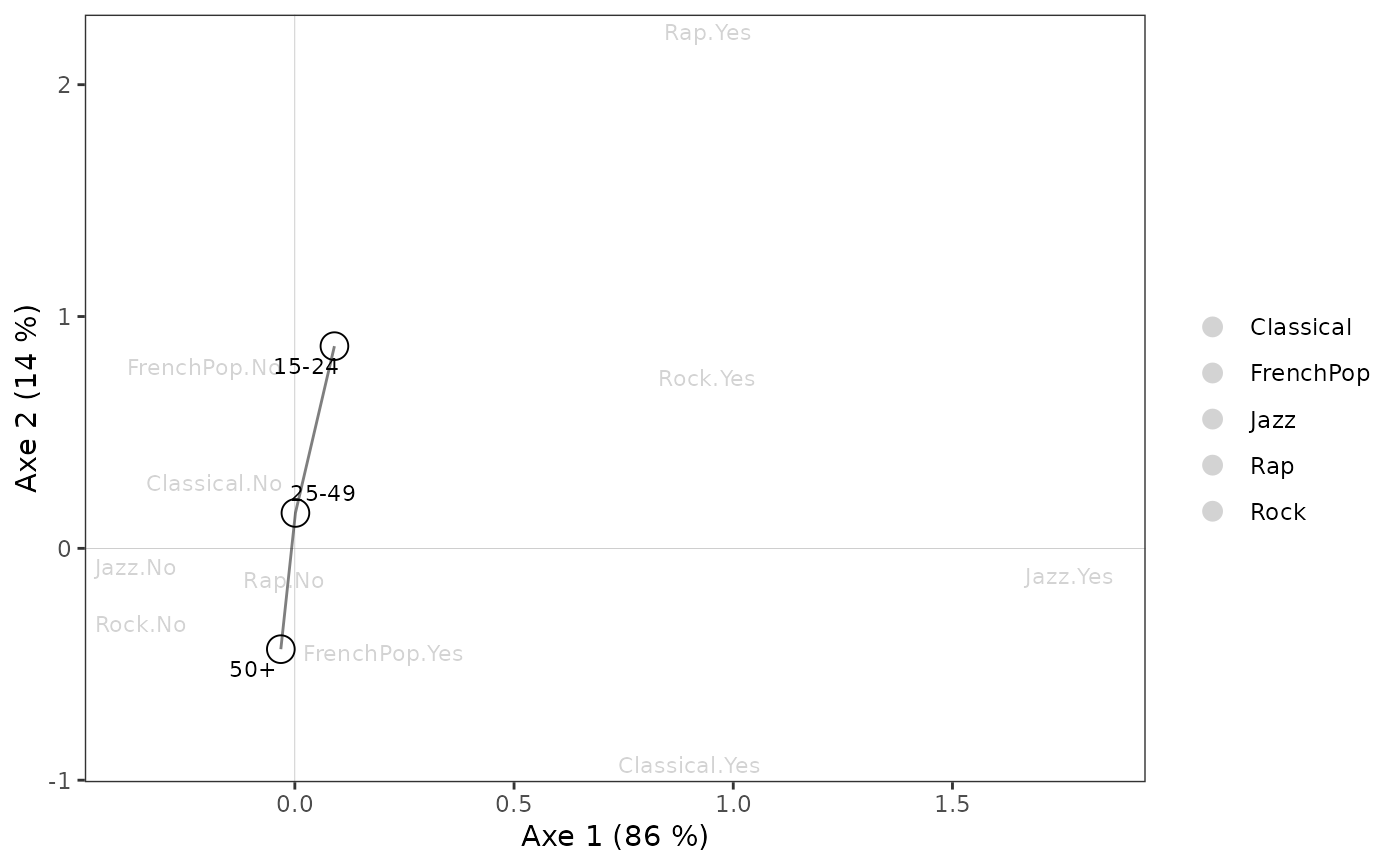 Rap.Yes
2
1
FrenchPop.No
15-24
Rock.Yes
Classical.No
25-49
0
Jazz.No
Rap.No
Jazz.Yes
Rock.No
FrenchPop.Yes
50+
Classical.Yes
-1
0.0
0.5
1.0
1.5
Axe 1 (86 %)
Axe 2 (14 %)
Classical
FrenchPop
Jazz
Rap
Rock